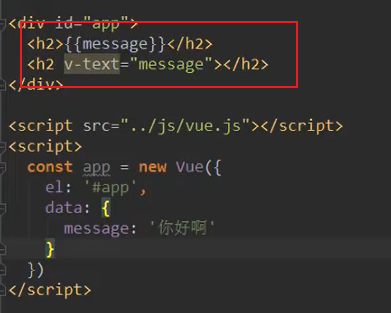 <div id="app">
<h2>{{message}}</h2>
<h2 v-text="message"></h2>
</div>
<script src="../js/vue.js"></script>
<script>
const app = new Vue({
el: '#app',
data: {
message: '你好啊'
}
})
</script>